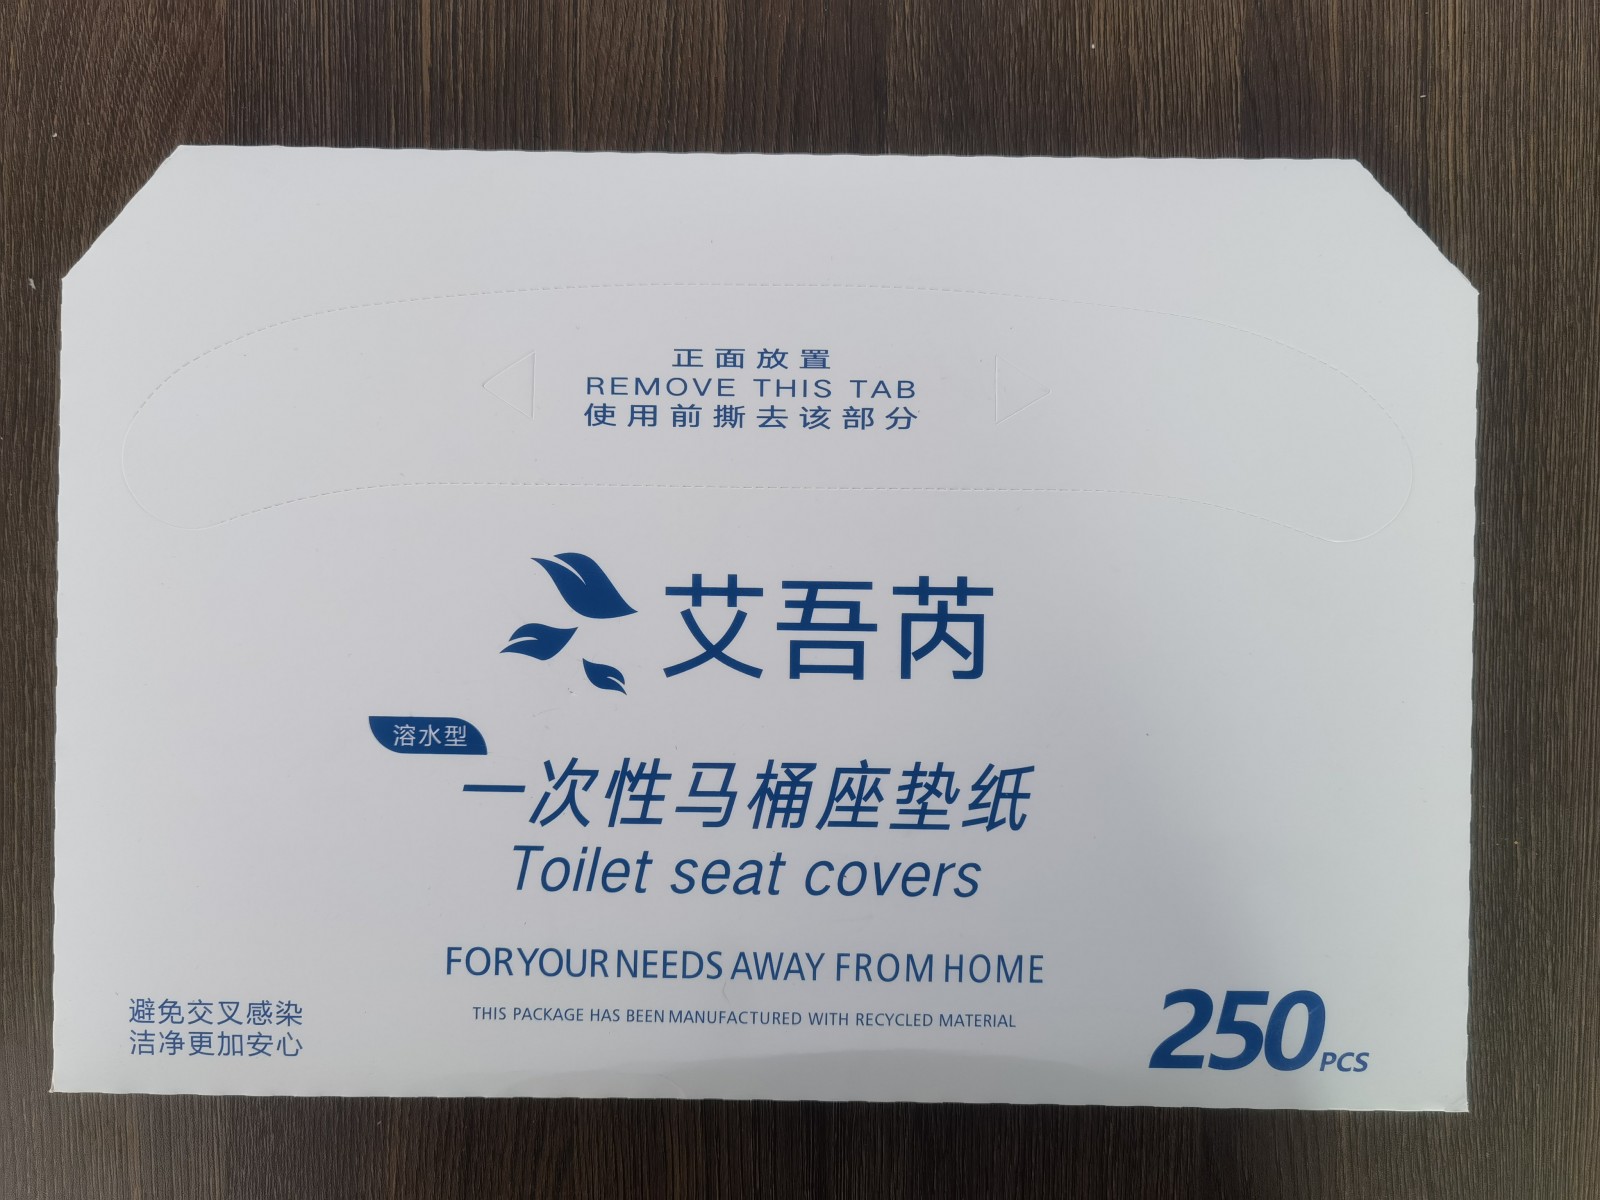 正面放置
REMOVE THIS TAB
使用前撕去该部分
艾吾芮
溶水型
一次性马桶座垫纸
Toilet seat covers
FOR YOUR NEEDS AWAY FROM HOME
THIS PACKAGE HAS BEEN MANUFACTURED WITH RECYCLED MATERIAL
避免交叉感染
洁净更加安心
250PCS